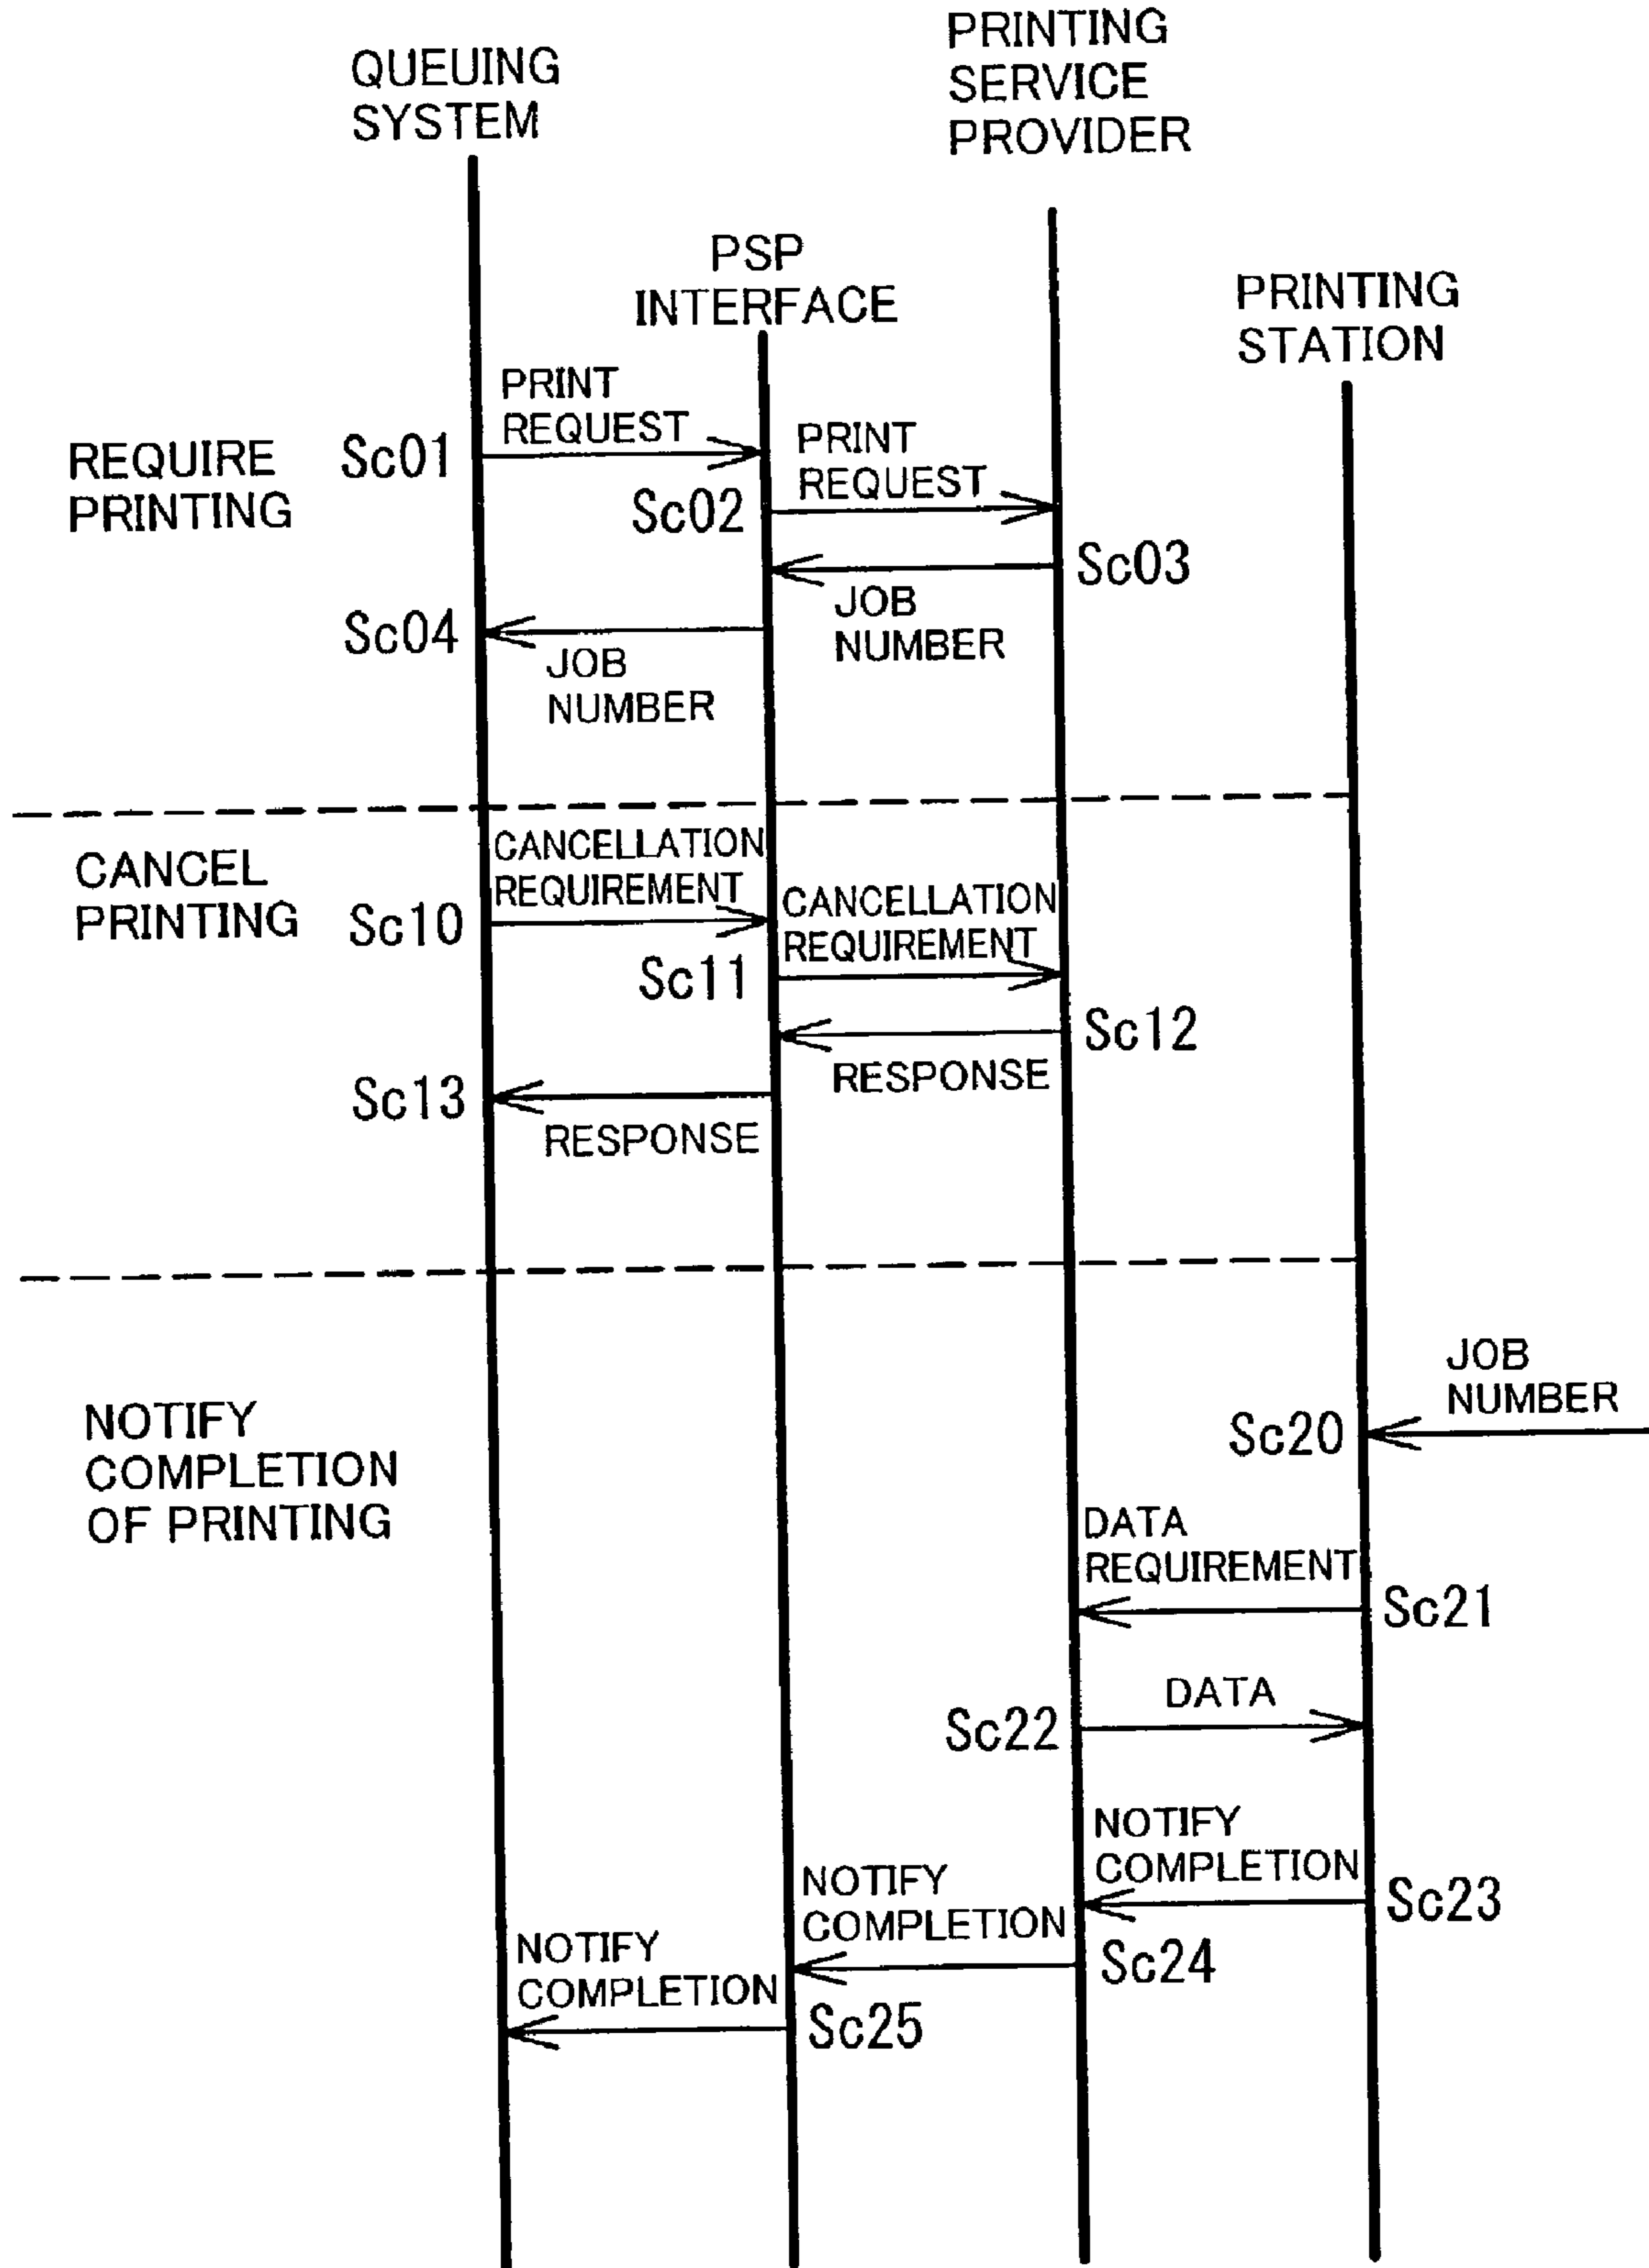 QUEUING
SYSTEM
PRINTING
SERVICE
PROVIDER
PSP
INTERFACE
PRINTING
STATION
REQUIRE
PRINTING
Sc01
PRINT
REQUEST
Sc02
PRINT
REQUEST
Sc03
JOB
NUMBER
Sc04
JOB
NUMBER
CANCEL
PRINTING
Sc10
CANCELLATION
REQUIREMENT
Sc11
CANCELLATION
REQUIREMENT
Sc12
RESPONSE
Sc13
RESPONSE
NOTIFY
COMPLETION
OF PRINTING
JOB
NUMBER
Sc20
DATA
REQUIREMENT
Sc21
DATA
Sc22
NOTIFY
COMPLETION
Sc23
NOTIFY
COMPLETION
Sc24
NOTIFY
COMPLETION
Sc25